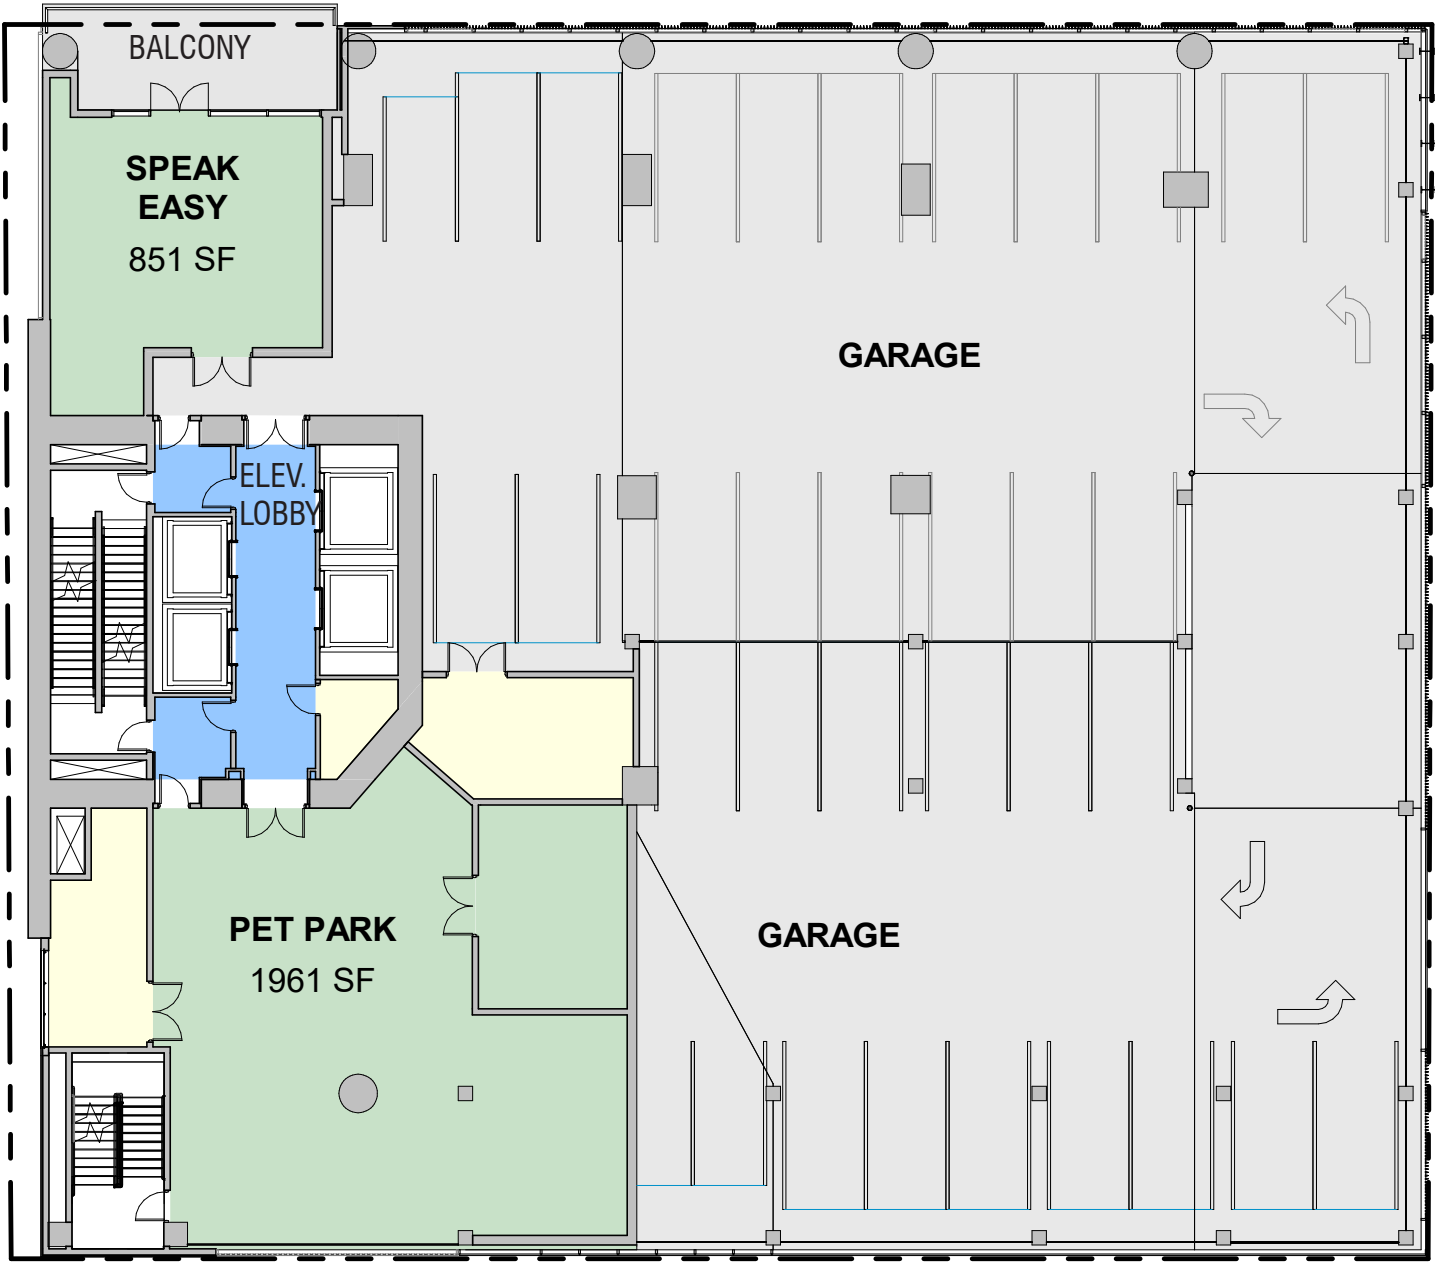 BALCONY
SPEAK
EASY
851 SF
GARAGE
ELEV.
LOBBY
PET PARK
1961 SF
GARAGE